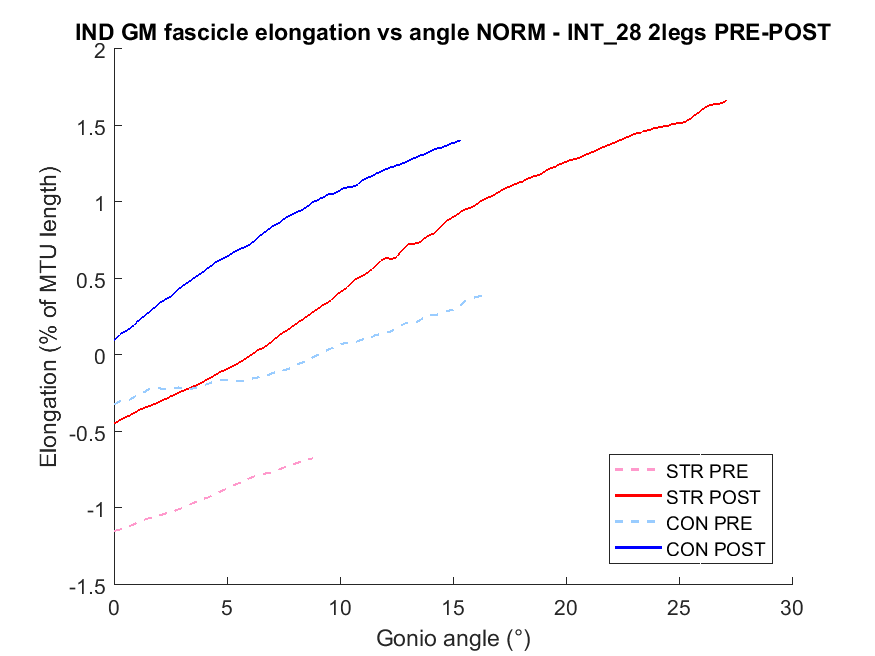 IND GM fascicle elongation vs angle NORM - INT_28 2legs PRE-POST
Elongation (% of MTU length)
2
1.5
1
0.5
0
-0.5
-1
-1.5
0 5 10 15 20 25 30
Gonio angle (°)
STR PRE
STR POST
CON PRE
CON POST